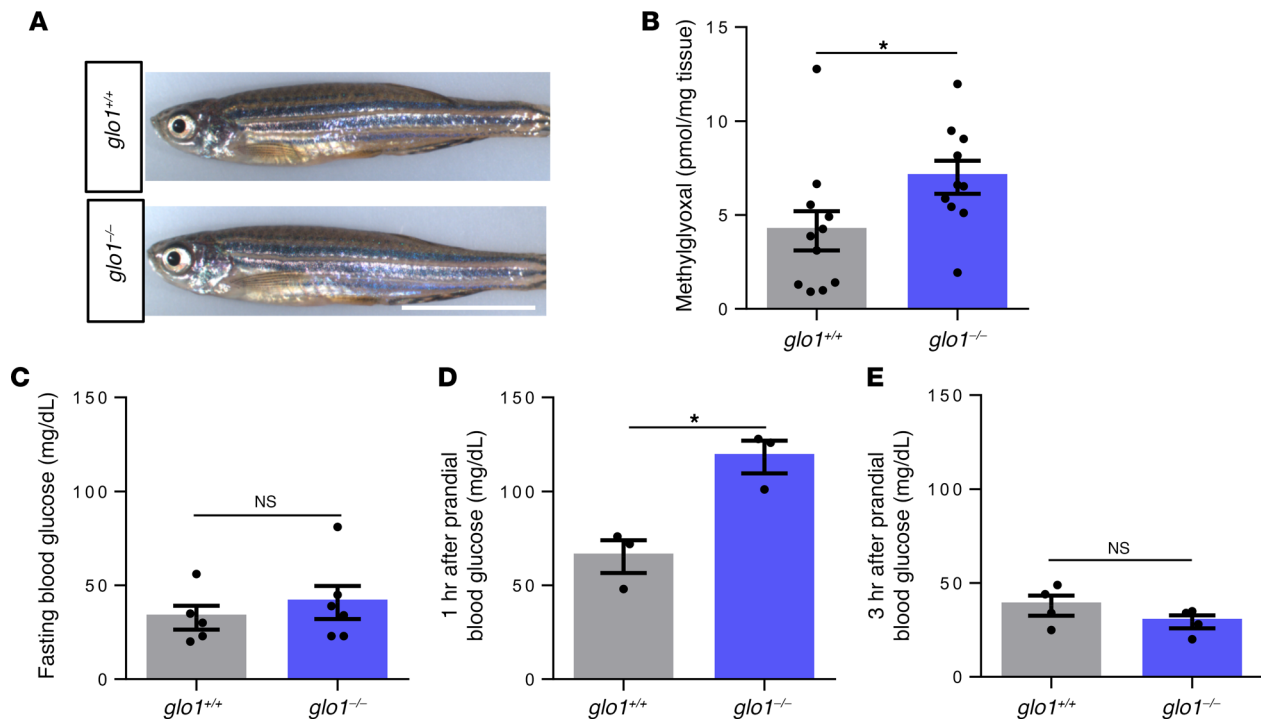 A
glo1+/+
glo1−/−
B
Methylglyoxal (pmol/mg tissue)
15
10
5
0
*
glo1+/+
glo1−/−
C
Fasting blood glucose (mg/dL)
150
100
50
0
NS
glo1+/+
glo1−/−
D
1 hr after prandial
blood glucose (mg/dL)
150
100
50
0
*
glo1+/+
glo1−/−
E
3 hr after prandial
blood glucose (mg/dL)
150
100
50
0
NS
glo1+/+
glo1−/−